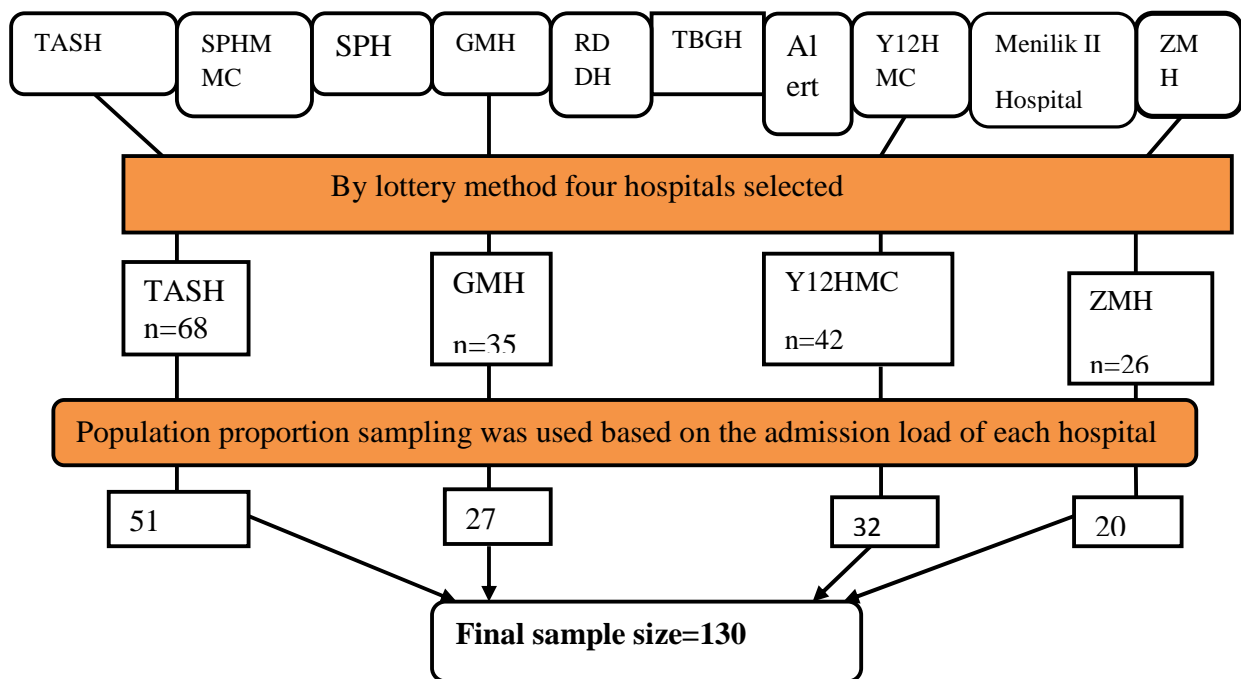 TASH
SPHM
MC
SPH
GMH
RD
DH
TBGH
Al
ert
Y12H
MC
Menilik II
Hospital
ZM
H
By lottery method four hospitals selected
TASH
n=68
GMH
n=35
Y12HMC
n=42
ZMH
n=26
Population proportion sampling was used based on the admission load of each hospital
51
27
32
20
Final sample size=130